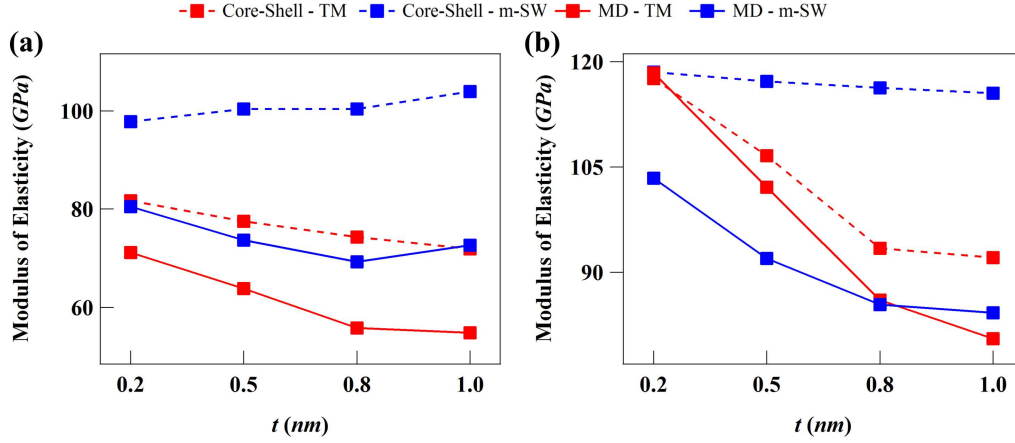 Core-Shell - TM Core-Shell - m-SW MD - TM MD - m-SW
(a)
Modulus of Elasticity (GPa)
100
80
60
0.2 0.5 0.8 1.0
t (nm)
(b)
Modulus of Elasticity (GPa)
120
105
90
0.2 0.5 0.8 1.0
t (nm)